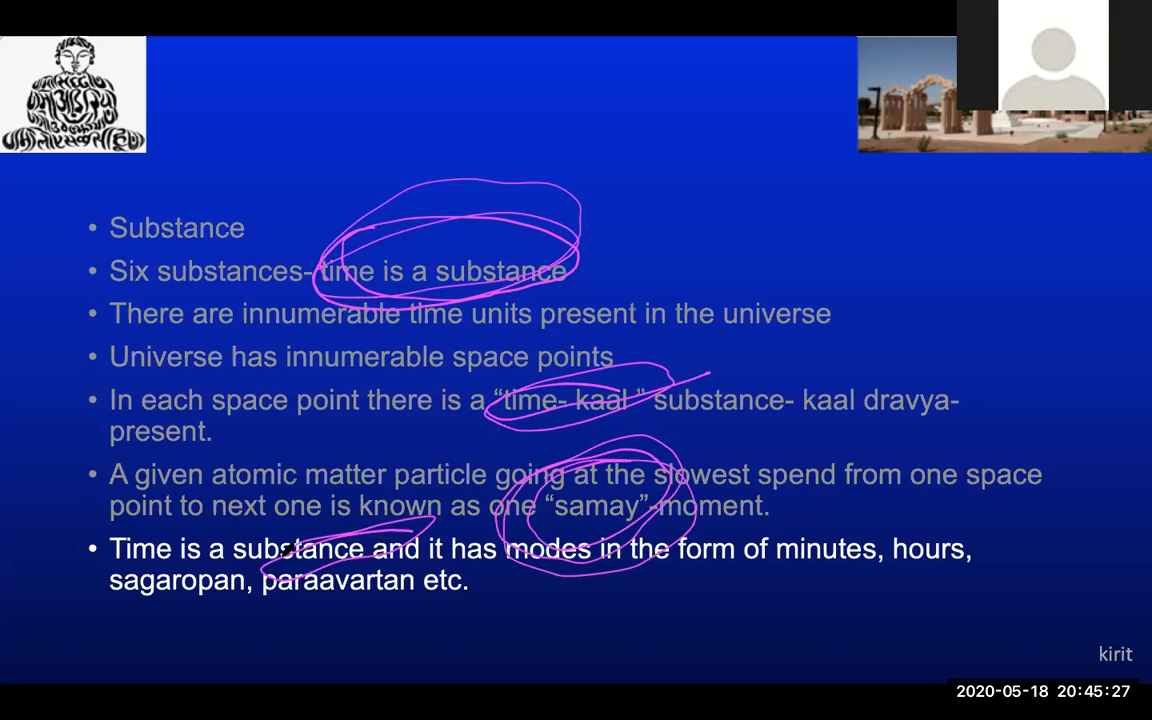 • Substance
• Six substances- time is a substance
• There are innumerable time units present in the universe
• Universe has innumerable space points
• In each space point there is a “time- kaal ” substance- kaal dravya-
present.
• A given atomic matter particle going at the slowest spend from one space
point to next one is known as one “samay”-moment.
• Time is a substance and it has modes in the form of minutes, hours,
sagaropan, paraavartan etc.
kirit
2020-05-18 20:45:27